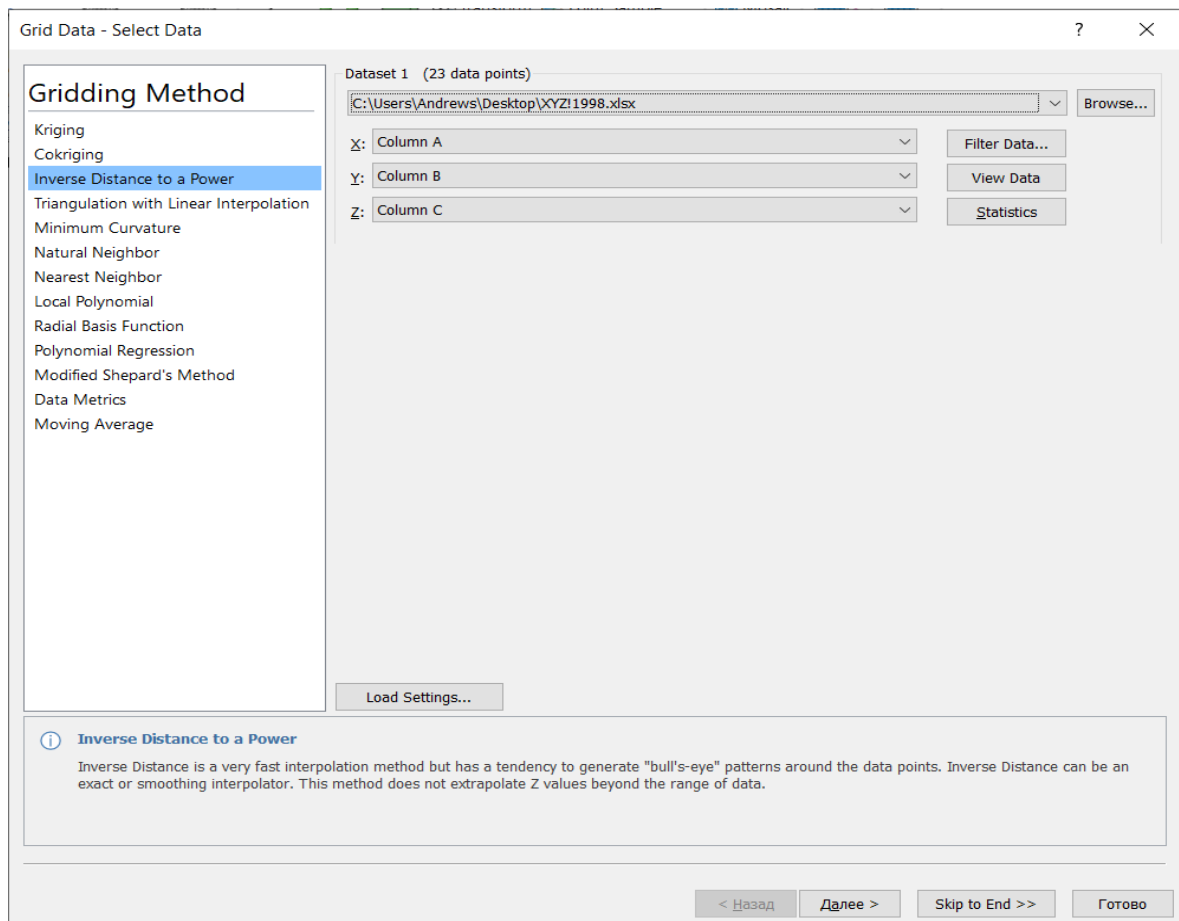 Grid Data - Select Data
?
Gridding Method
Kriging
Cokriging
Inverse Distance to a Power
Triangulation with Linear Interpolation
Minimum Curvature
Natural Neighbor
Nearest Neighbor
Local Polynomial
Radial Basis Function
Polynomial Regression
Modified Shepard's Method
Data Metrics
Moving Average
Dataset 1 (23 data points)
C:\Users\Andrews\Desktop\XYZ!1998.xlsx
Browse...
X: Column A
Filter Data...
Y: Column B
View Data
Z: Column C
Statistics
Load Settings...
Inverse Distance to a Power
Inverse Distance is a very fast interpolation method but has a tendency to generate "bull's-eye" patterns around the data points. Inverse Distance can be an
exact or smoothing interpolator. This method does not extrapolate Z values beyond the range of data.
< Назад
Далее >
Skip to End >>
Готово